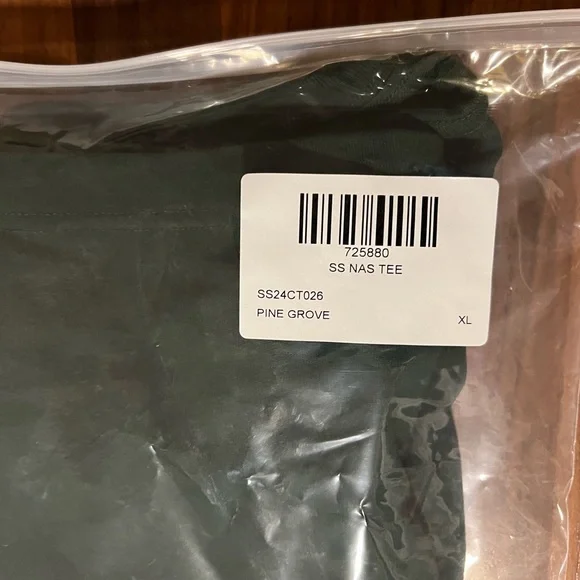 725880
SS NAS TEE
SS24CT026
PINE GROVE XL